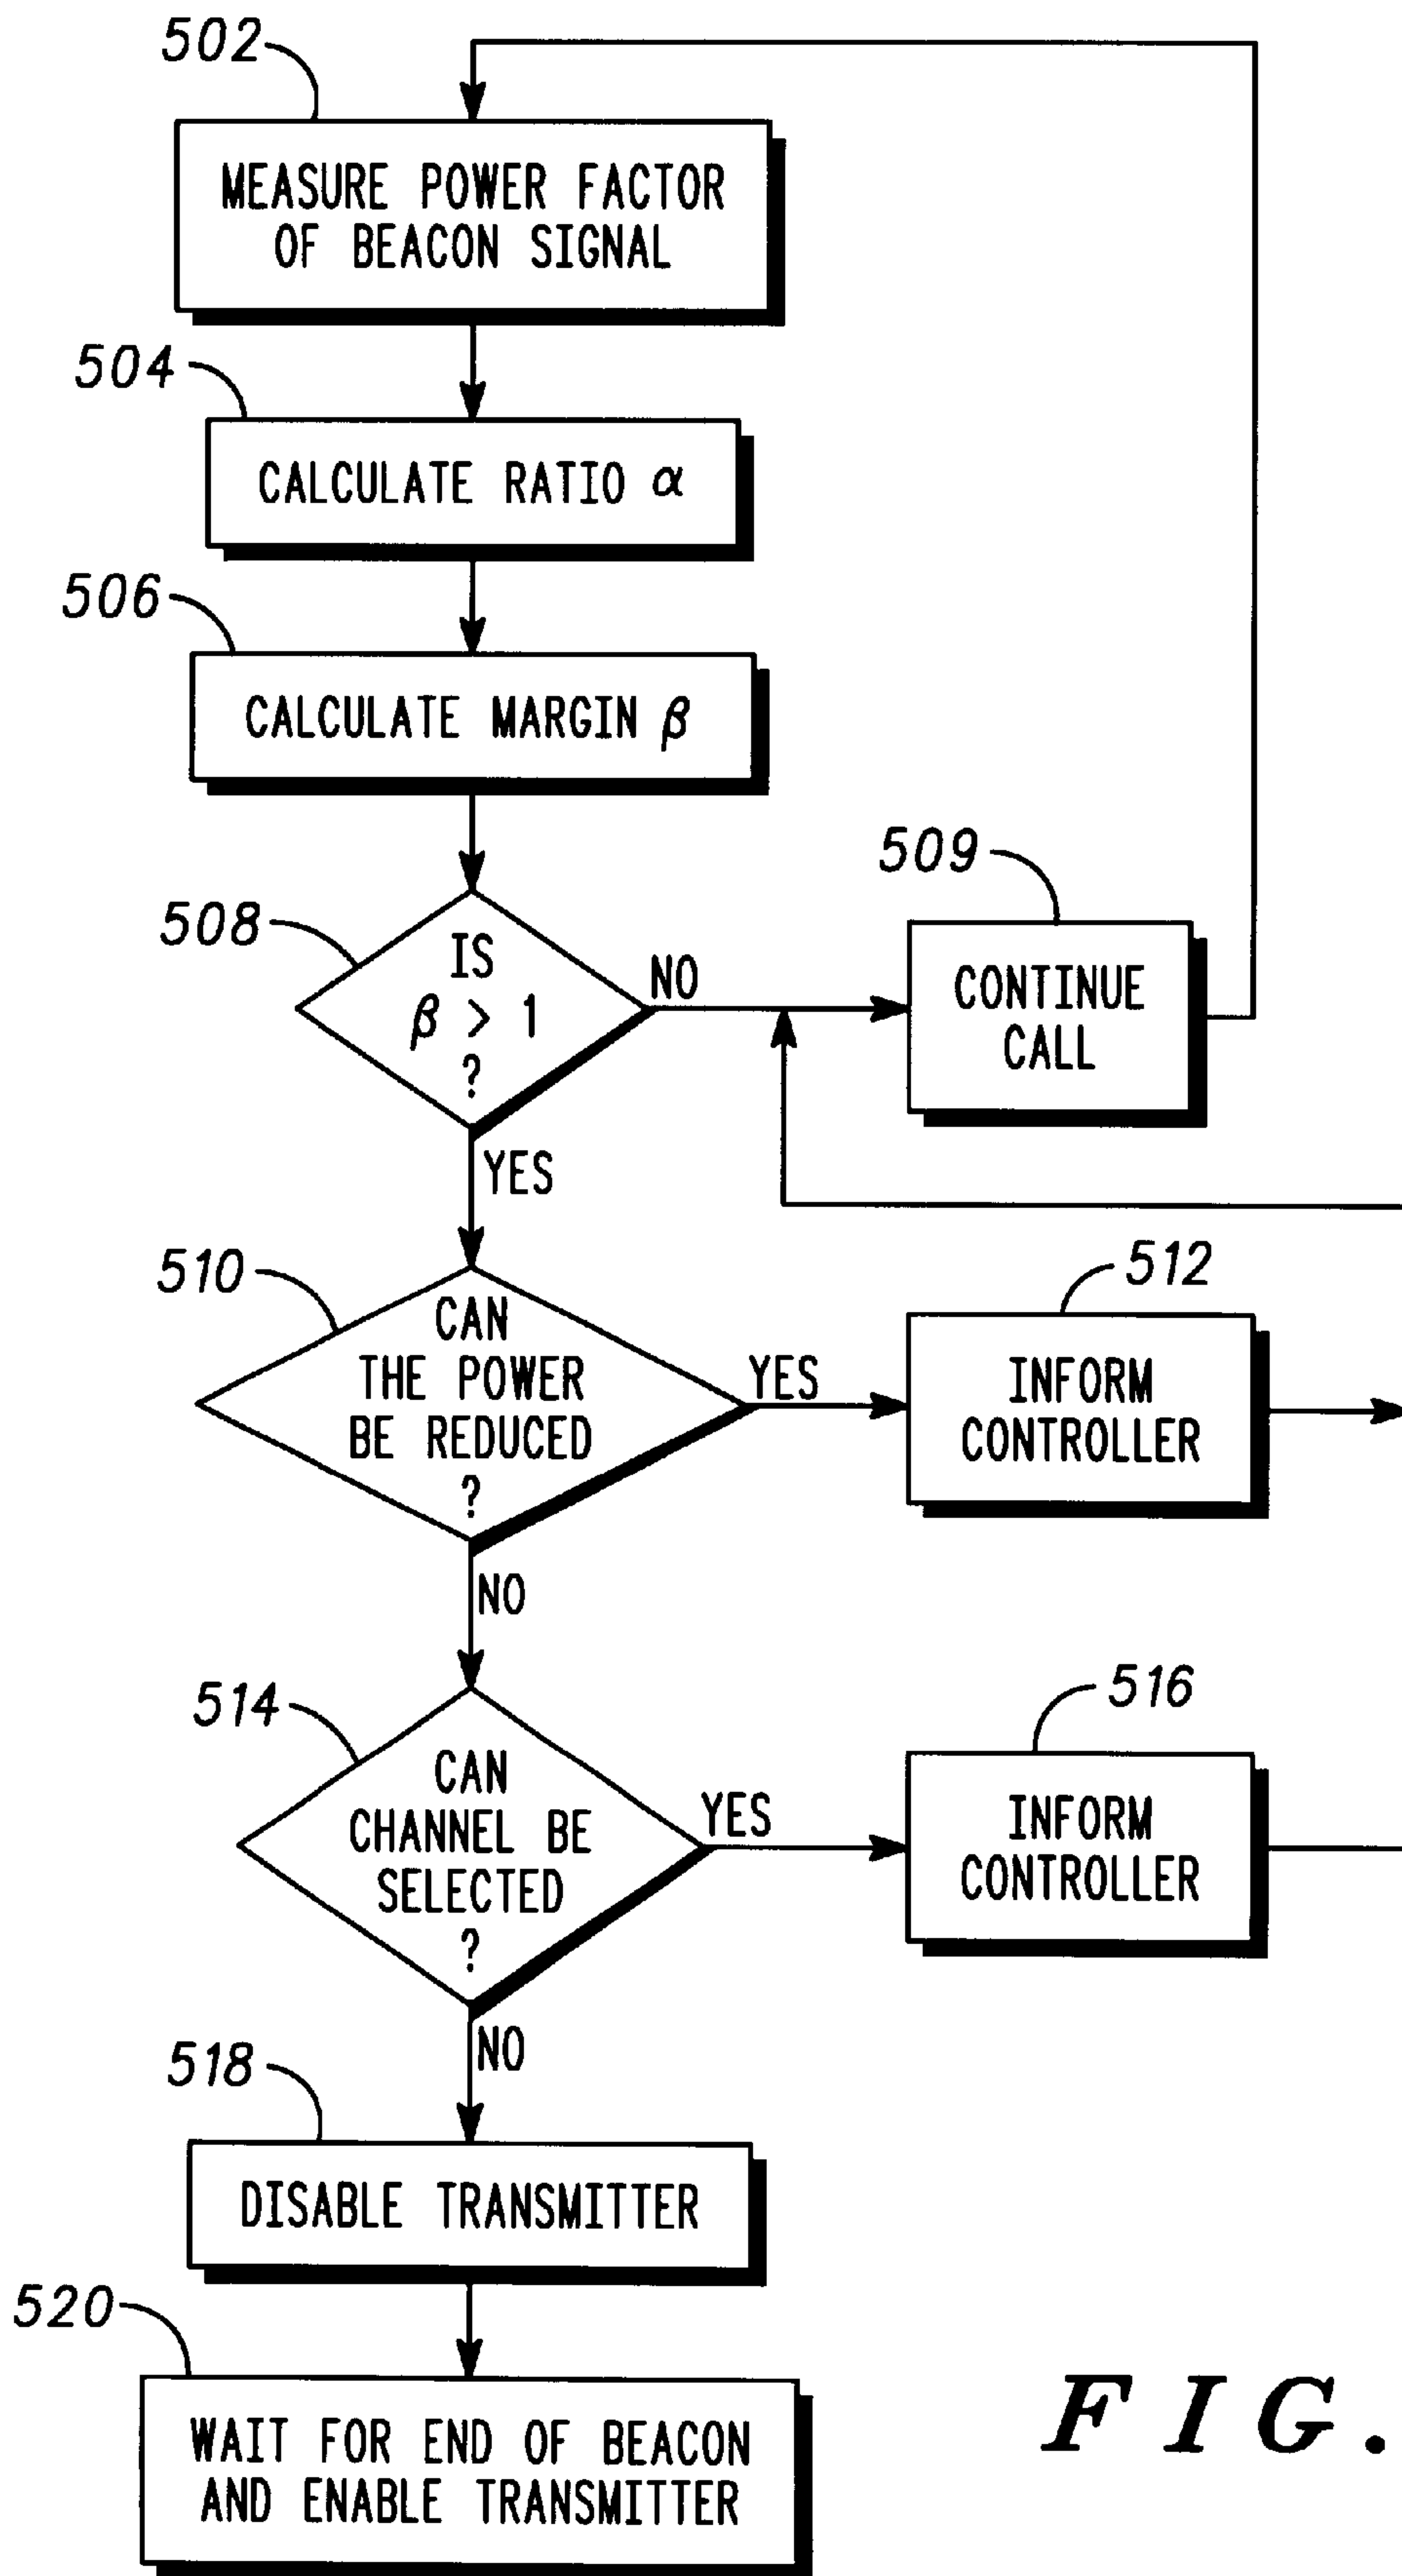 502
MEASURE POWER FACTOR
OF BEACON SIGNAL
504
CALCULATE RATIO α
506
CALCULATE MARGIN β
508
IS
β > 1
?
NO
509
CONTINUE
CALL
YES
510
CAN
THE POWER
BE REDUCED
?
YES
512
INFORM
CONTROLLER
NO
514
CAN
CHANNEL BE
SELECTED
?
YES
516
INFORM
CONTROLLER
NO
518
DISABLE TRANSMITTER
520
WAIT FOR END OF BEACON
AND ENABLE TRANSMITTER
FIG.